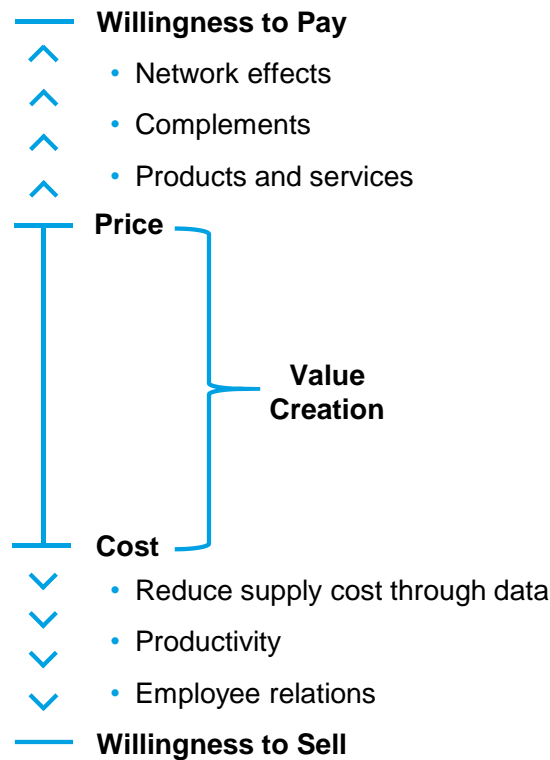 Willingness to Pay
• Network effects
• Complements
• Products and services
Price
Value
Creation
Cost
• Reduce supply cost through data
• Productivity
• Employee relations
Willingness to Sell